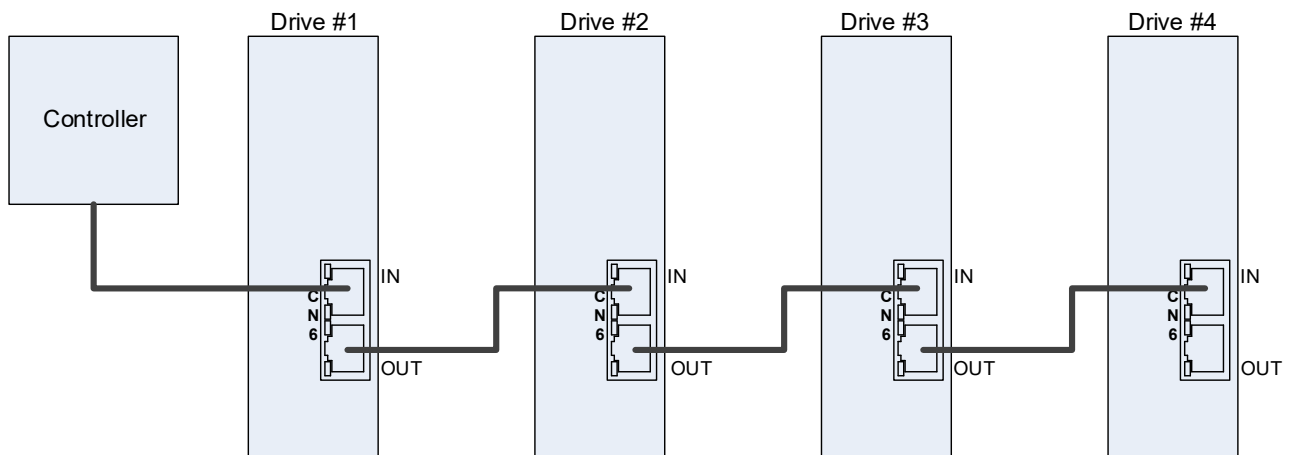 Drive #1
Drive #2
Drive #3
Drive #4
Controller
IN
IN
IN
IN
C
N
6
C
N
6
C
N
6
C
N
6
OUT
OUT
OUT
OUT